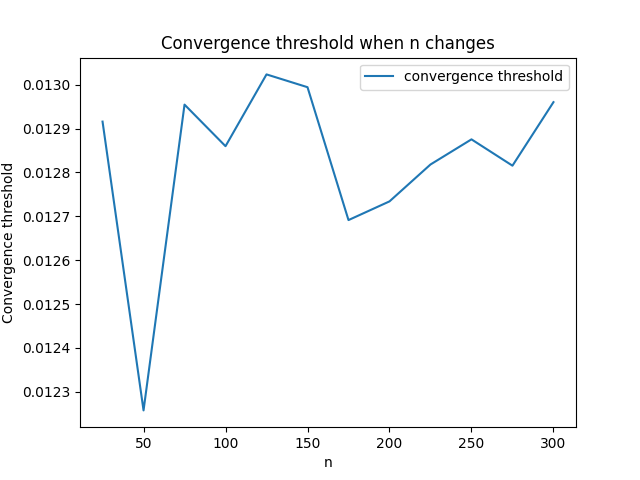 Convergence threshold when n changes
convergence threshold
Convergence threshold
0.0130
0.0129
0.0128
0.0127
0.0126
0.0125
0.0124
0.0123
50 100 150 200 250 300
n